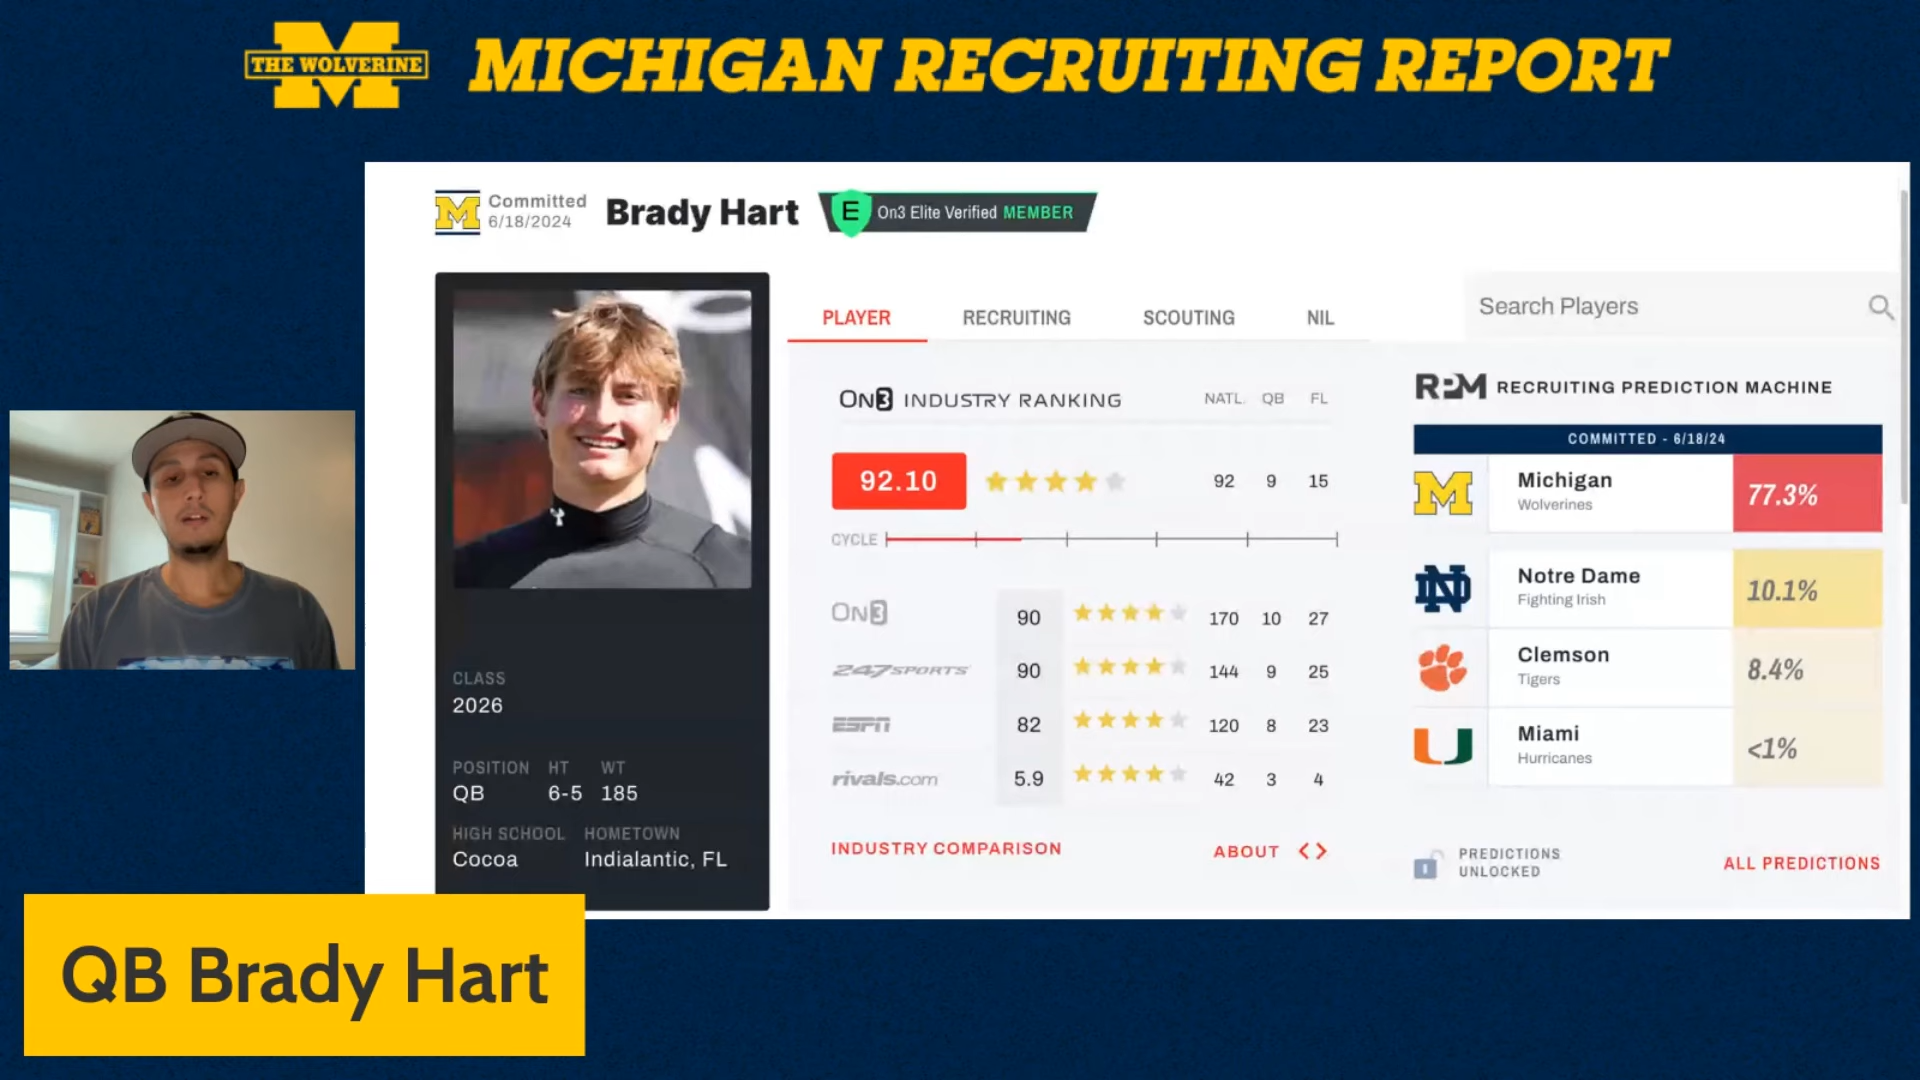 THE WOLVERINE
MICHIGAN RECRUITING REPORT
Committed
6/18/2024
Brady Hart
E On3 Elite Verified MEMBER
PLAYER RECRUITING SCOUTING NIL
Search Players
ON3 INDUSTRY RANKING NATL. QB FL
92.10 92 9 15
CYCLE
ON3 90 170 10 27
247SPORTS 90 144 9 25
ESPN 82 120 8 23
rivals.com 5.9 42 3 4
INDUSTRY COMPARISON ABOUT
RPM RECRUITING PREDICTION MACHINE
COMMITTED - 6/18/24
Michigan
Wolverines
77.3%
Notre Dame
Fighting Irish
10.1%
Clemson
Tigers
8.4%
Miami
Hurricanes
<1%
PREDICTIONS
UNLOCKED
ALL PREDICTIONS
CLASS
2026
POSITION HT WT
QB 6-5 185
HIGH SCHOOL HOMETOWN
Cocoa Indialantic, FL
QB Brady Hart